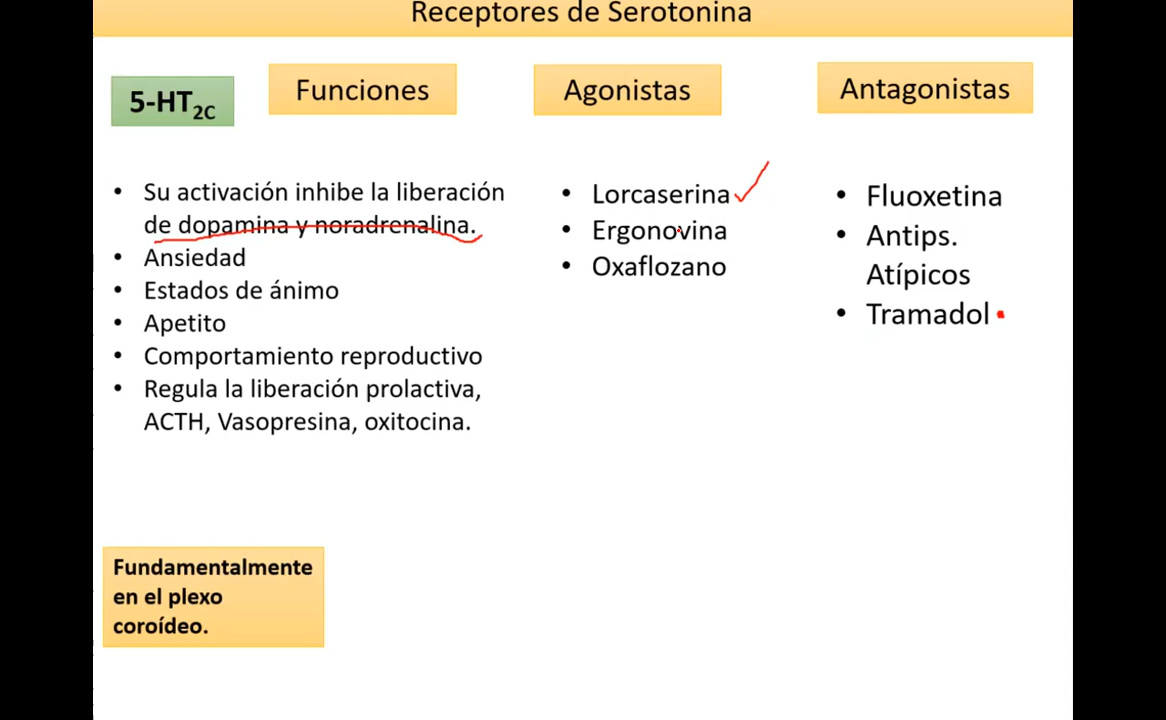 Receptores de Serotonina
5-HT2C
Funciones
Agonistas
Antagonistas
• Su activación inhibe la liberación
de dopamina y noradrenalina.
• Ansiedad
• Estados de ánimo
• Apetito
• Comportamiento reproductivo
• Regula la liberación prolactiva,
ACTH, Vasopresina, oxitocina.
• Lorcaserina
• Ergonovina
• Oxaflozano
• Fluoxetina
• Antips.
Atípicos
• Tramadol
Fundamentalmente
en el plexo
coroídeo.